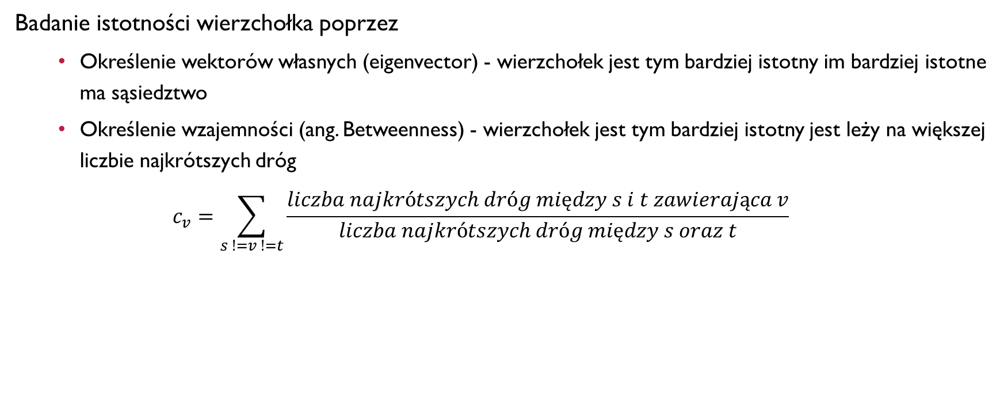 Badanie istotności wierzchołka poprzez
• Określenie wektorów własnych (eigenvector) - wierzchołek jest tym bardziej istotny im bardziej istotne
ma sąsiedztwo
• Określenie wzajemności (ang. Betweenness) - wierzchołek jest tym bardziej istotny jest leży na większej
liczbie najkrótszych dróg
liczba najkrótszych dróg między s i t zawierająca v
c_v = ∑
liczba najkrótszych dróg między s oraz t
s !=v !=t